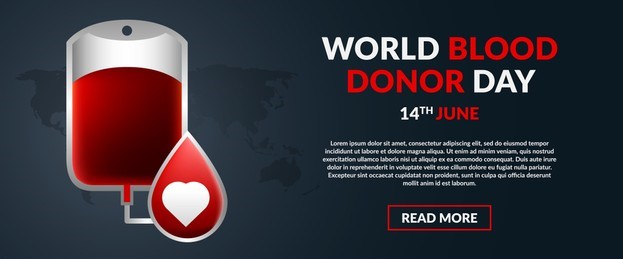 WORLD BLOOD
DONOR DAY
14TH JUNE
Lorem ipsum dolor sit amet, consectetur adipiscing elit, sed do eiusmod tempor
incididunt ut labore et dolore magna aliqua. Ut enim ad minim veniam, quis nostrud
exercitation ullamco laboris nisi ut aliquip ex ea commodo consequat. Duis aute irure
dolor in reprehenderit in voluptate velit esse cillum dolore eu fugiat nulla pariatur.
Excepteur sint occaecat cupidatat non proident, sunt in culpa qui officia deserunt
mollit anim id est laborum.
READ MORE